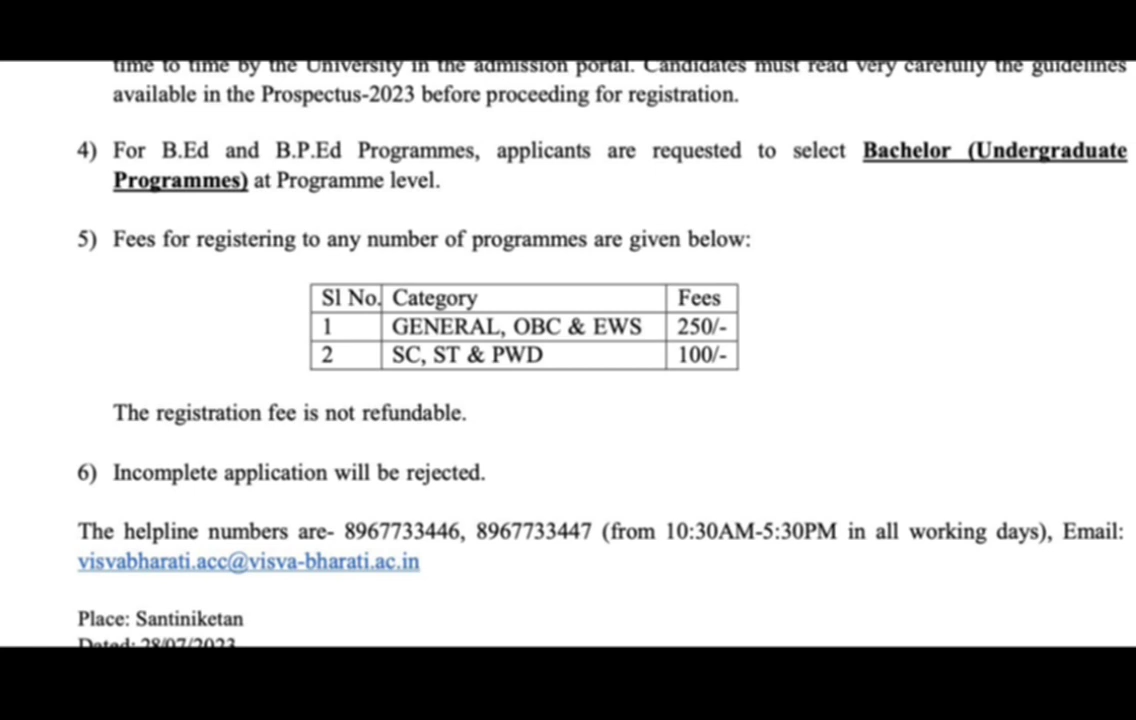 time to time by the University in the admission portal. Candidates must read very carefully the guidelines
available in the Prospectus-2023 before proceeding for registration.
4) For B.Ed and B.P.Ed Programmes, applicants are requested to select Bachelor (Undergraduate
Programmes) at Programme level.
5) Fees for registering to any number of programmes are given below:
Sl No. Category Fees
1 GENERAL, OBC & EWS 250/-
2 SC, ST & PWD 100/-
The registration fee is not refundable.
6) Incomplete application will be rejected.
The helpline numbers are- 8967733446, 8967733447 (from 10:30AM-5:30PM in all working days), Email:
visvabharati.acc@visva-bharati.ac.in
Place: Santiniketan
Dated: 28/07/2023